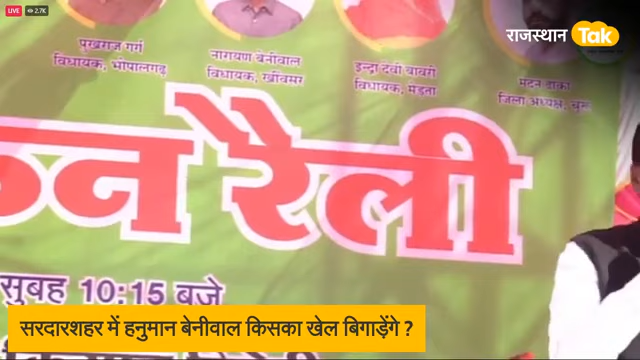 LIVE 2.7K
राजस्थान Tak
पुखराज गर्ग
विधायक, भोपालगढ़
नारायण बेनीवाल
विधायक, खींवसर
इन्द्रा देवी बावरी
विधायक, मेड़ता
मदन डाका
जिला अध्यक्ष, चुरू
रैली
सुबह 10:15 बजे
सरदारशहर में हनुमान बेनीवाल किसका खेल बिगाड़ेंगे ?